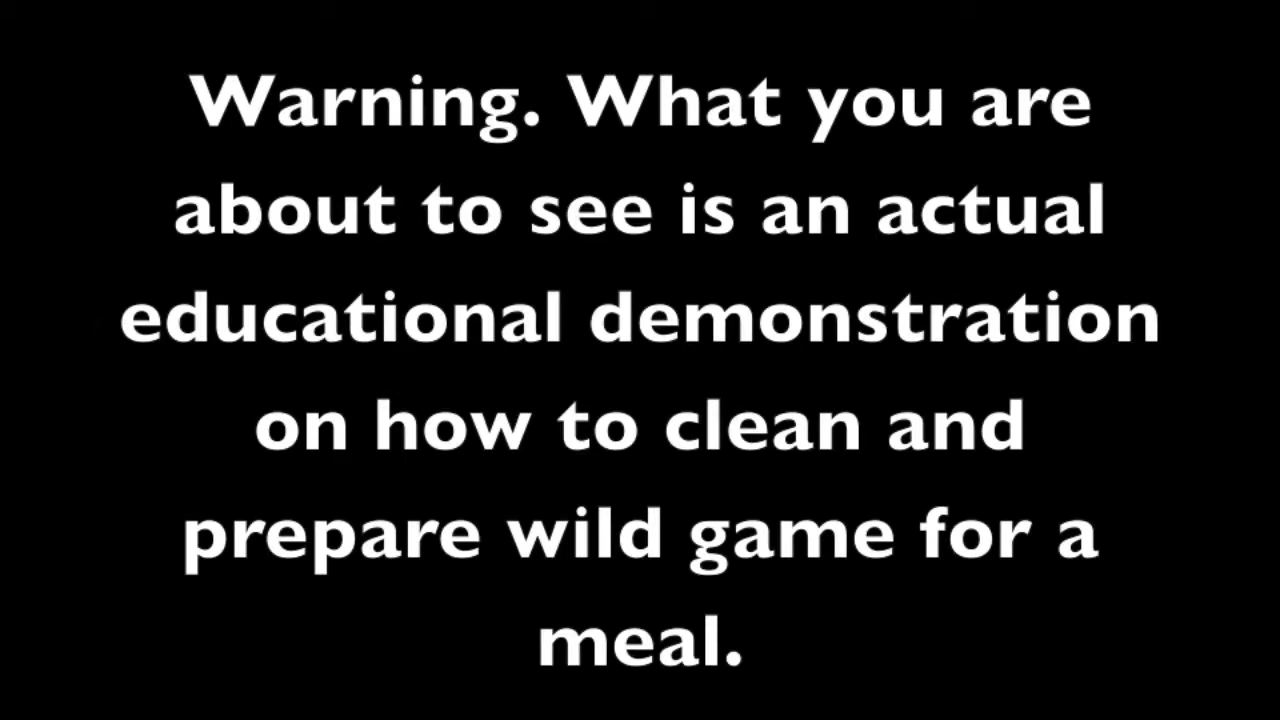 Warning. What you are
about to see is an actual
educational demonstration
on how to clean and
prepare wild game for a
meal.